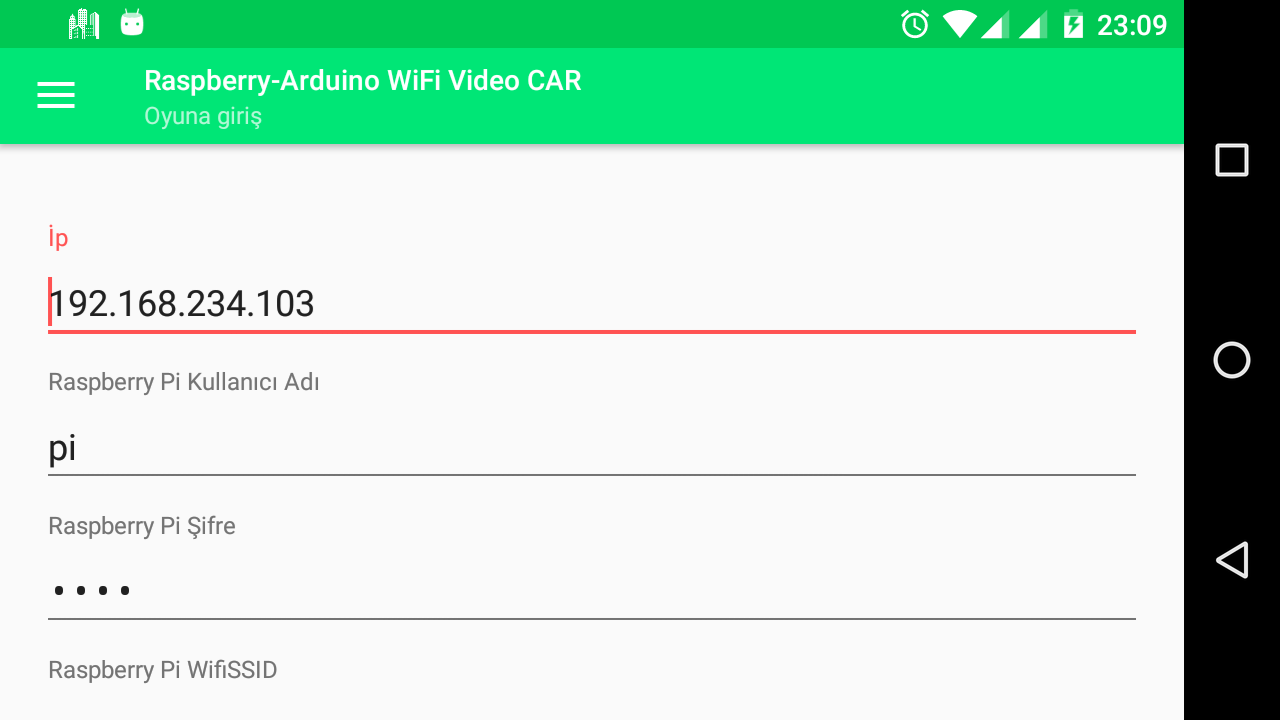 23:09
Raspberry-Arduino WiFi Video CAR
Oyuna giriş
İp
192.168.234.103
Raspberry Pi Kullanıcı Adı
pi
Raspberry Pi Şifre
••••
Raspberry Pi WifiSSID